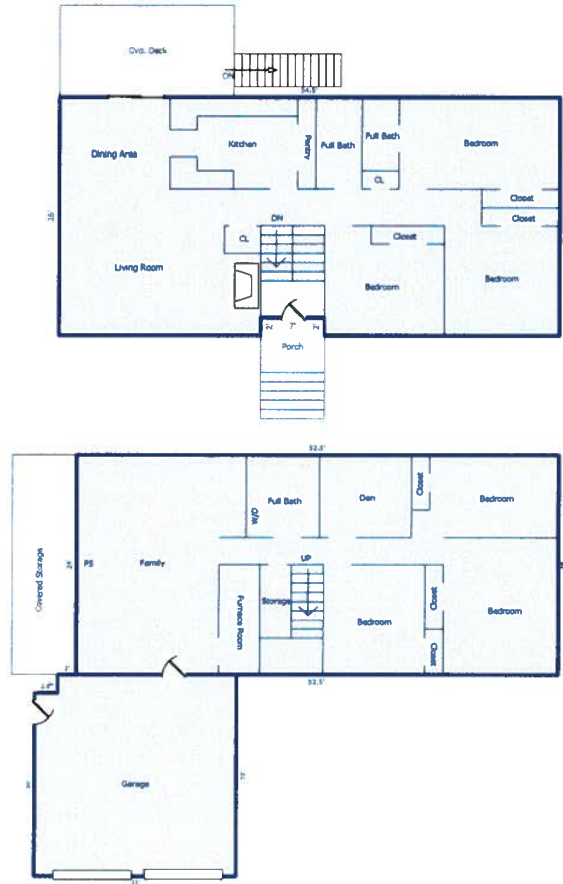 Cvd. Deck
DN
54.5'
Dining Area
Kitchen
Pantry
Full Bath
Full Bath
Bedroom
CL
Closet
Closet
DN
CL
Closet
Living Room
Bedroom
Bedroom
2'
7'
2'
Porch
52.5'
Covered Storage
24'
PS
Family
W/D
Full Bath
Den
Closet
Bedroom
UP
Furnace Room
Storage
Bedroom
Closet
Closet
Bedroom
2'
52.5'
Garage